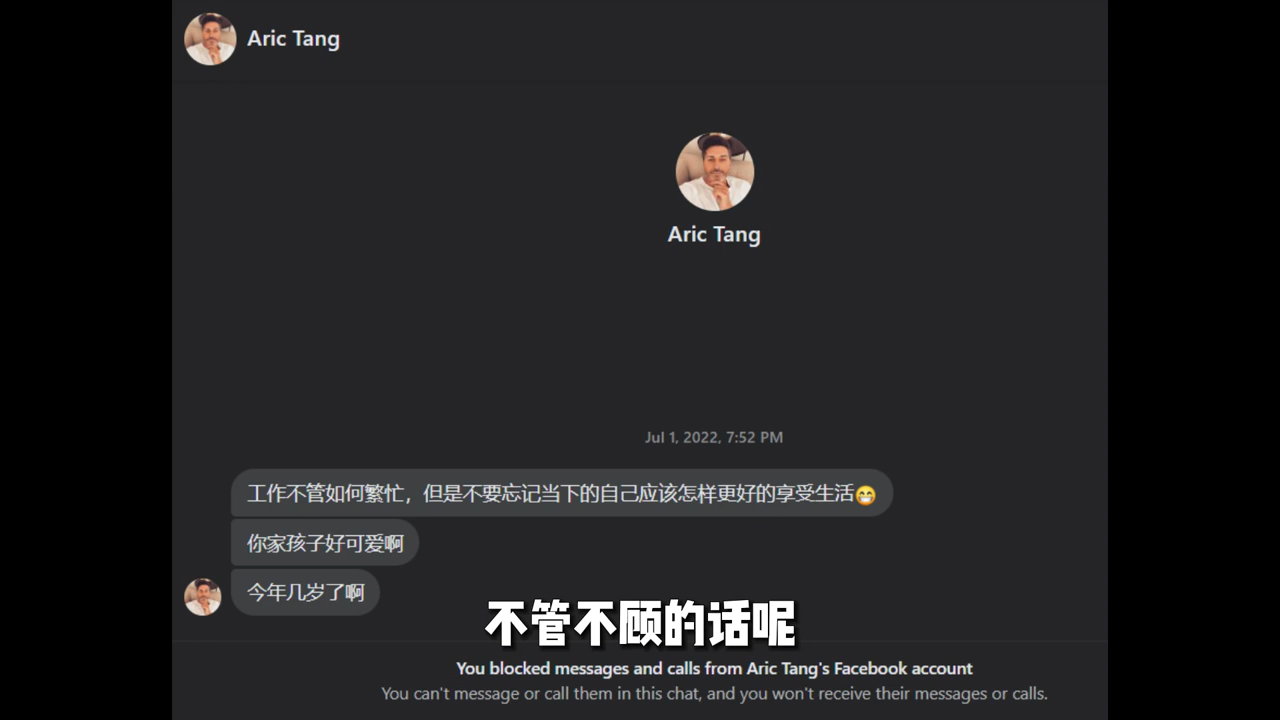 Aric Tang
Aric Tang
Jul 1, 2022, 7:52 PM
工作不管如何繁忙，但是不要忘记当下的自己应该怎样更好的享受生活😁
你家孩子好可爱啊
今年几岁了啊
不管不顾的话呢
You blocked messages and calls from Aric Tang's Facebook account
You can't message or call them in this chat, and you won't receive their messages or calls.